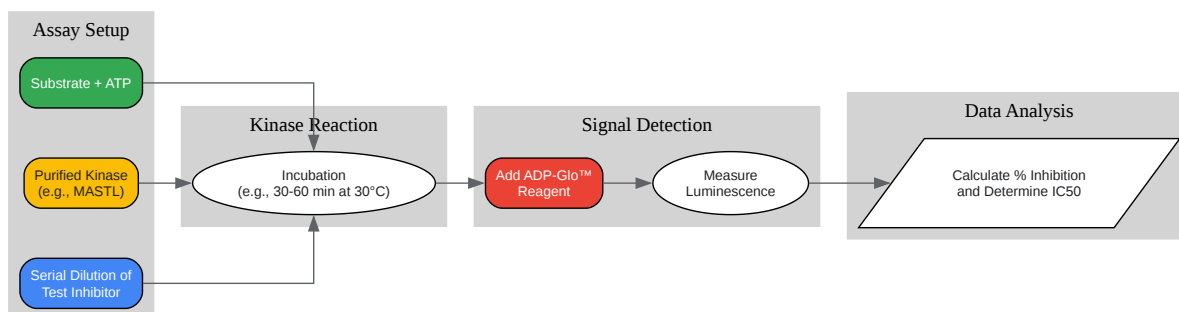 Assay Setup
Substrate + ATP
Purified Kinase
(e.g., MASTL)
Serial Dilution of
Test Inhibitor
Kinase Reaction
Incubation
(e.g., 30-60 min at 30°C)
Signal Detection
Add ADP-Glo™
Reagent
Measure
Luminescence
Data Analysis
Calculate % Inhibition
and Determine IC50